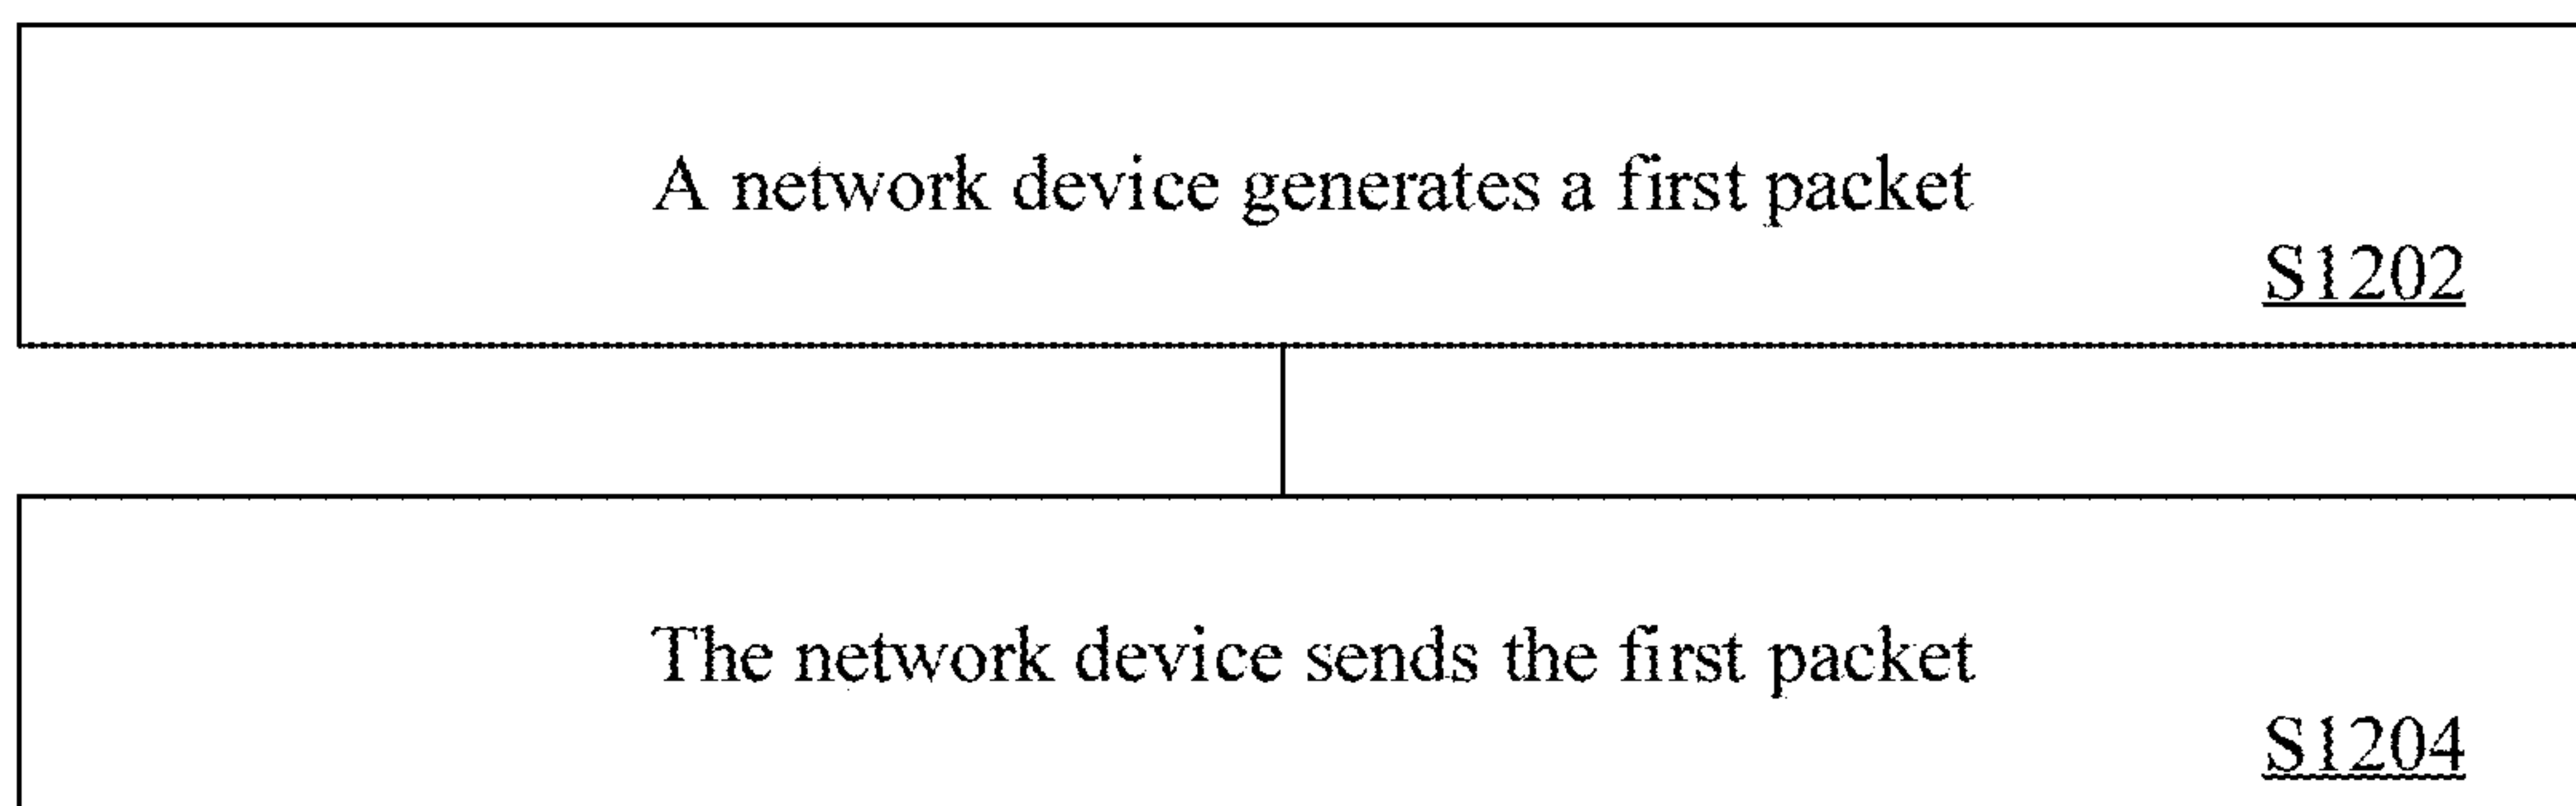 A network device generates a first packet
S1202
The network device sends the first packet
S1204